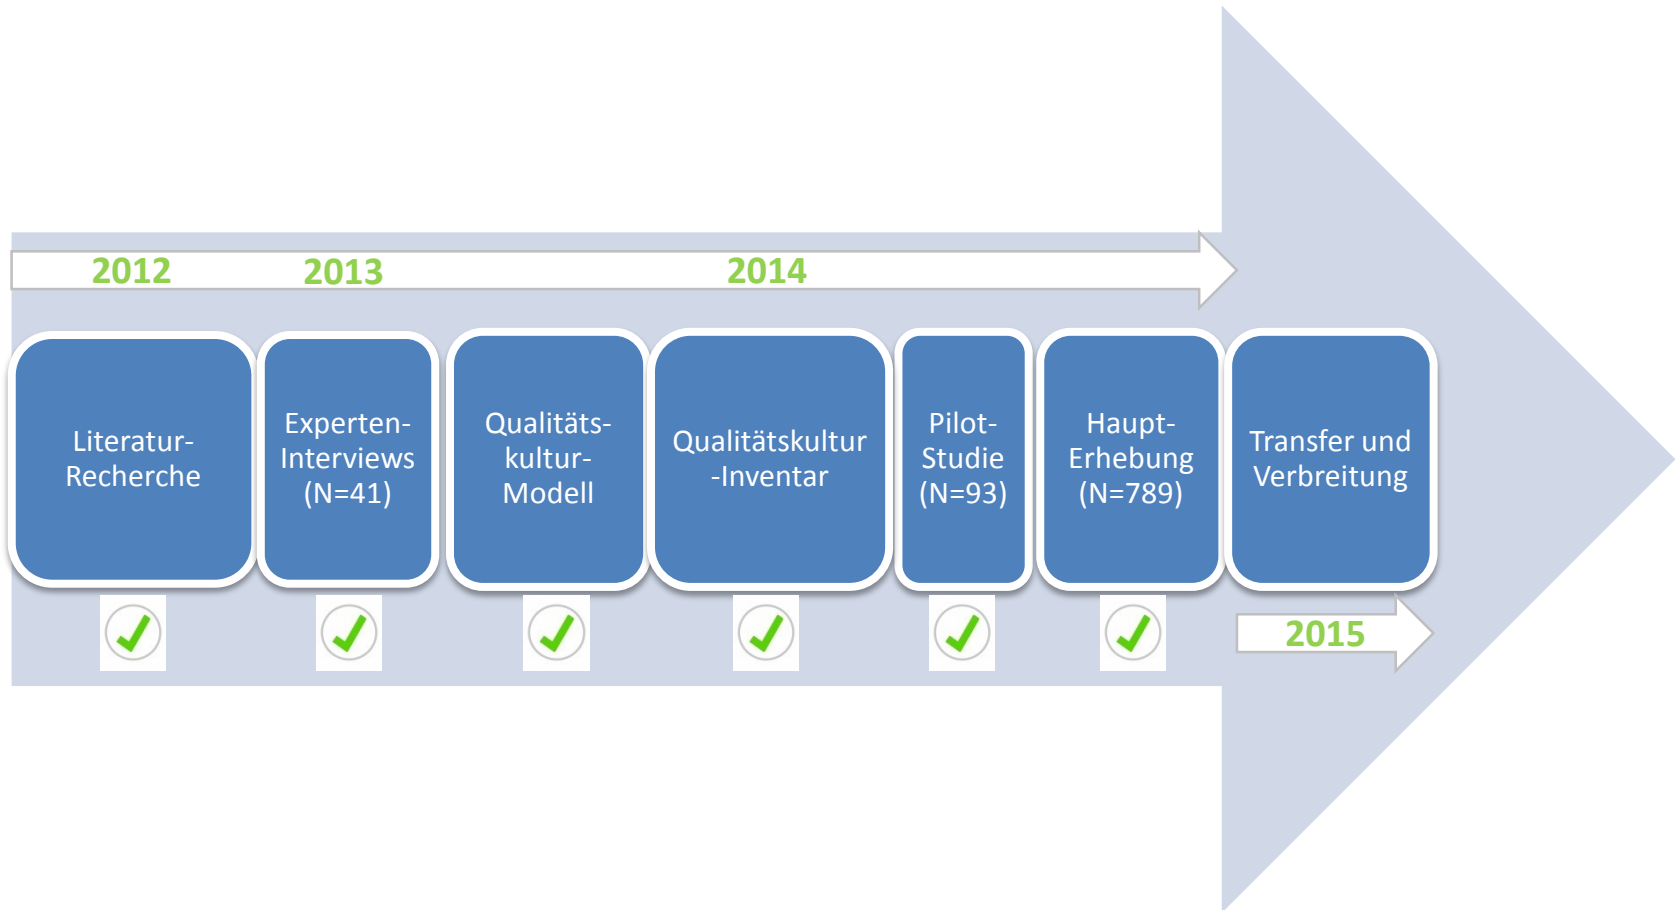 2012
2013
2014
Literatur-
Recherche
Experten-
Interviews
(N=41)
Qualitäts-
kultur-
Modell
Qualitätskultur
-Inventar
Pilot-
Studie
(N=93)
Haupt-
Erhebung
(N=789)
Transfer und
Verbreitung
2015